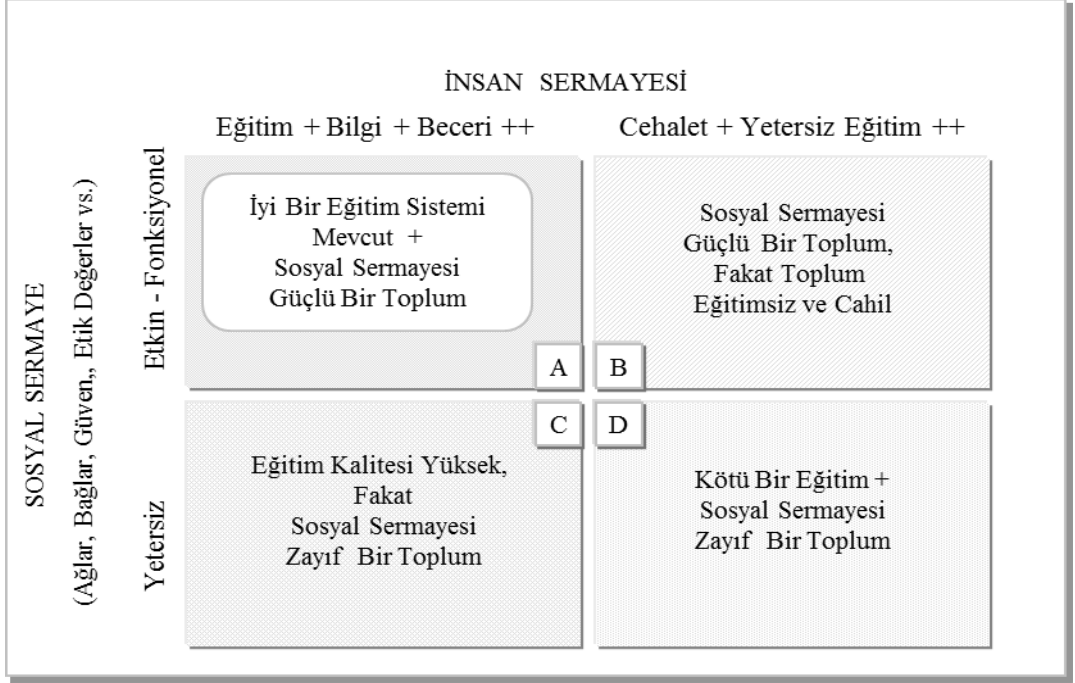 İNSAN SERMAYESİ
Eğitim + Bilgi + Beceri ++
Cehalet + Yetersiz Eğitim ++
SOSYAL SERMAYE
(Ağlar, Bağlar, Güven,, Etik Değerler vs.)
Etkin - Fonksiyonel
İyi Bir Eğitim Sistemi
Mevcut +
Sosyal Sermayesi
Güçlü Bir Toplum
A
Sosyal Sermayesi
Güçlü Bir Toplum,
Fakat Toplum
Eğitimsiz ve Cahil
B
Yetersiz
C
Eğitim Kalitesi Yüksek,
Fakat
Sosyal Sermayesi
Zayıf Bir Toplum
D
Kötü Bir Eğitim +
Sosyal Sermayesi
Zayıf Bir Toplum